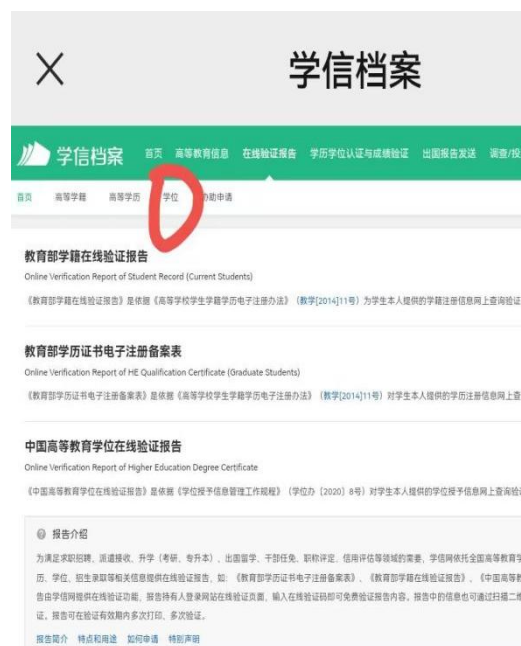 学信档案
学信档案 首页 高等教育信息 在线验证报告 学历学位认证与成绩验证 出国报告发送 调查/投
首页 高等学籍 高等学历 学位 办助申请
教育部学籍在线验证报告
Online Verification Report of Student Record (Current Students)
《教育部学籍在线验证报告》是依据《高等学校学生学籍学历电子注册办法》（教学[2014]11号）为学生本人提供的学籍注册信息网上查询验证
教育部学历证书电子注册备案表
Online Verification Report of HE Qualification Certificate (Graduate Students)
《教育部学历证书电子注册备案表》是依据《高等学校学生学籍学历电子注册办法》（教学[2014]11号）对学生本人提供的学历注册信息网上查
中国高等教育学位在线验证报告
Online Verification Report of Higher Education Degree Certificate
《中国高等教育学位在线验证报告》是依据《学位授予信息管理工作规程》（学位办〔2020〕8号）对学生本人提供的学位授予信息网上查询验证
报告介绍
为满足求职招聘、派遣接收、升学（考研、专升本）、出国留学、干部任免、职称评定、信用评估等领域的需要，学信网依托全国高等教育学
历、学位、招生录取等相关信息提供在线验证报告，如：《教育部学历证书电子注册备案表》、《教育部学籍在线验证报告》、《中国高等教
告由学信网提供在线验证功能，报告持有人登录网站在线验证页面，输入在线验证码即可免费验证报告内容。报告中的信息也可通过扫描二维
证。报告可在验证有效期内多次打印、多次验证。
报告简介 特点和用途 如何申请 特别声明